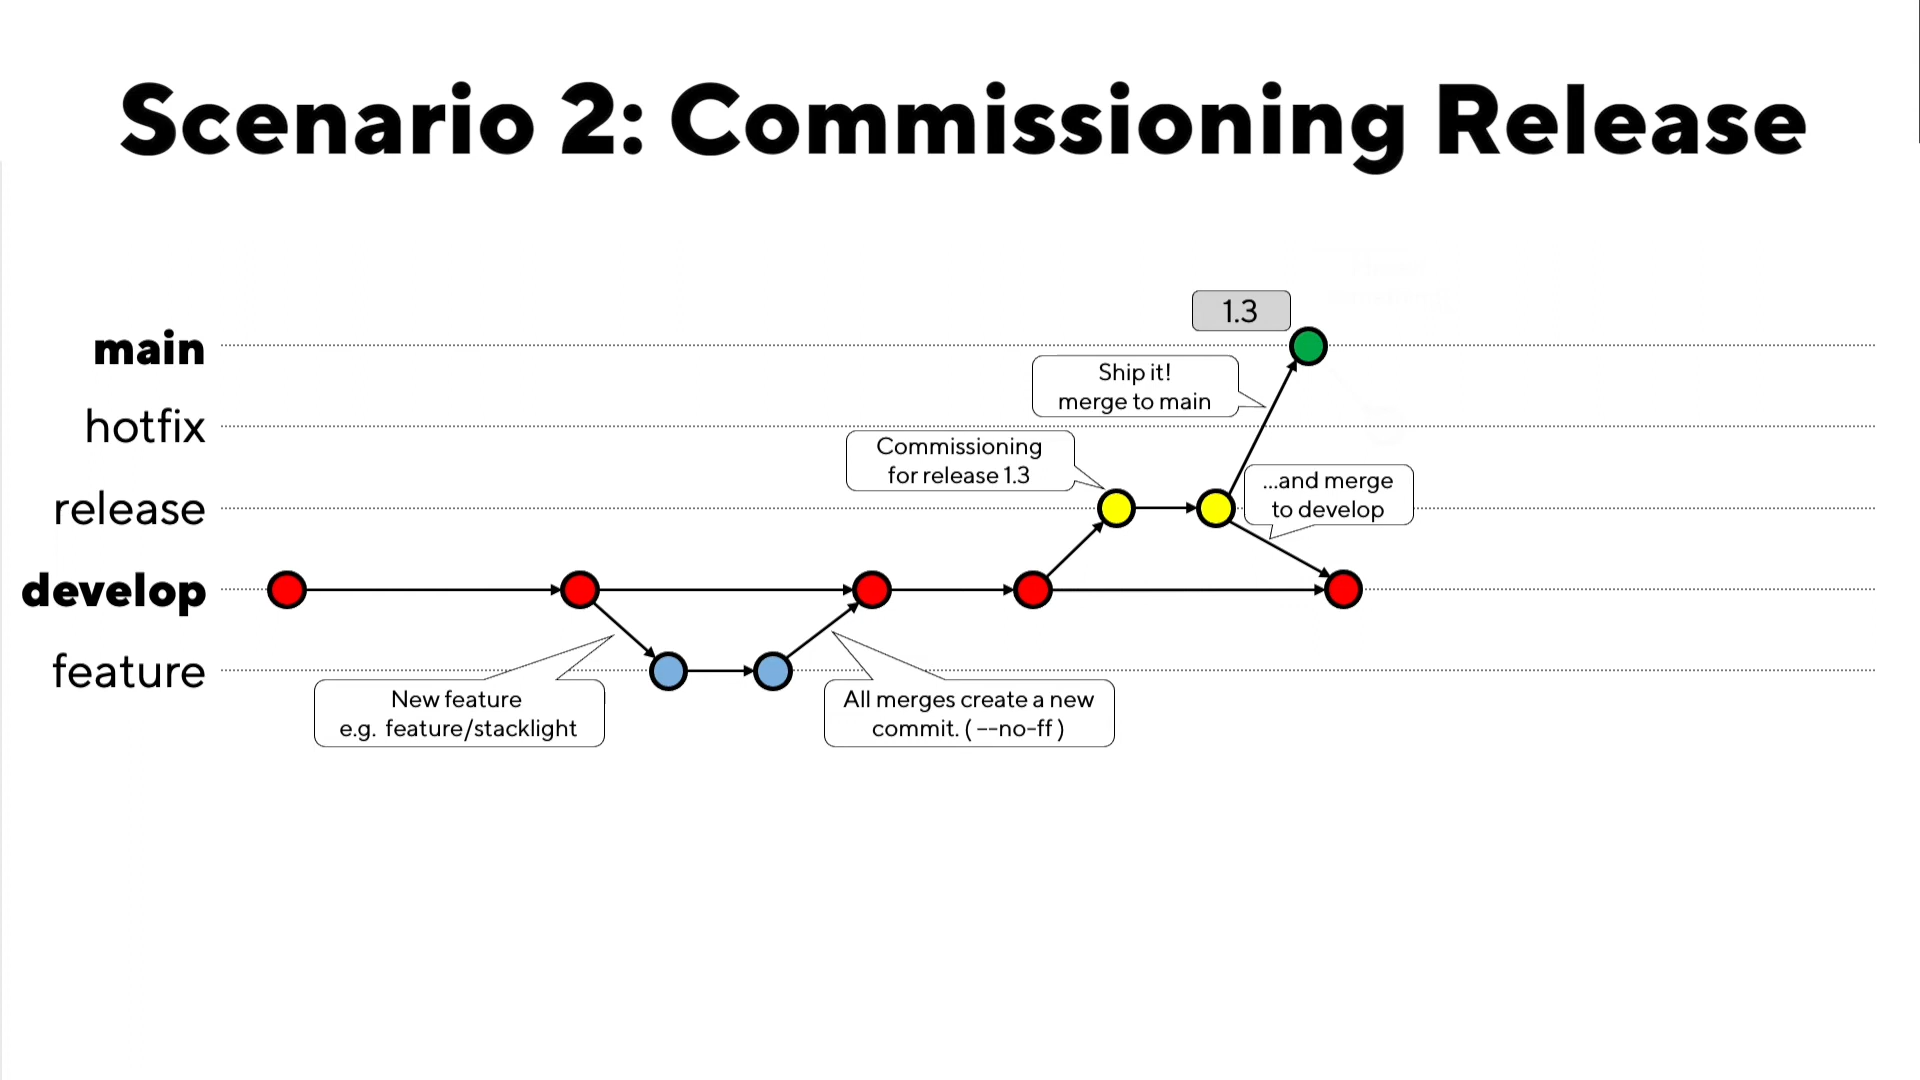 Scenario 2: Commissioning Release
1.3
main
Ship it!
merge to main
hotfix
Commissioning
for release 1.3
...and merge
to develop
release
develop
feature
New feature
e.g. feature/stacklight
All merges create a new
commit. ( --no-ff )